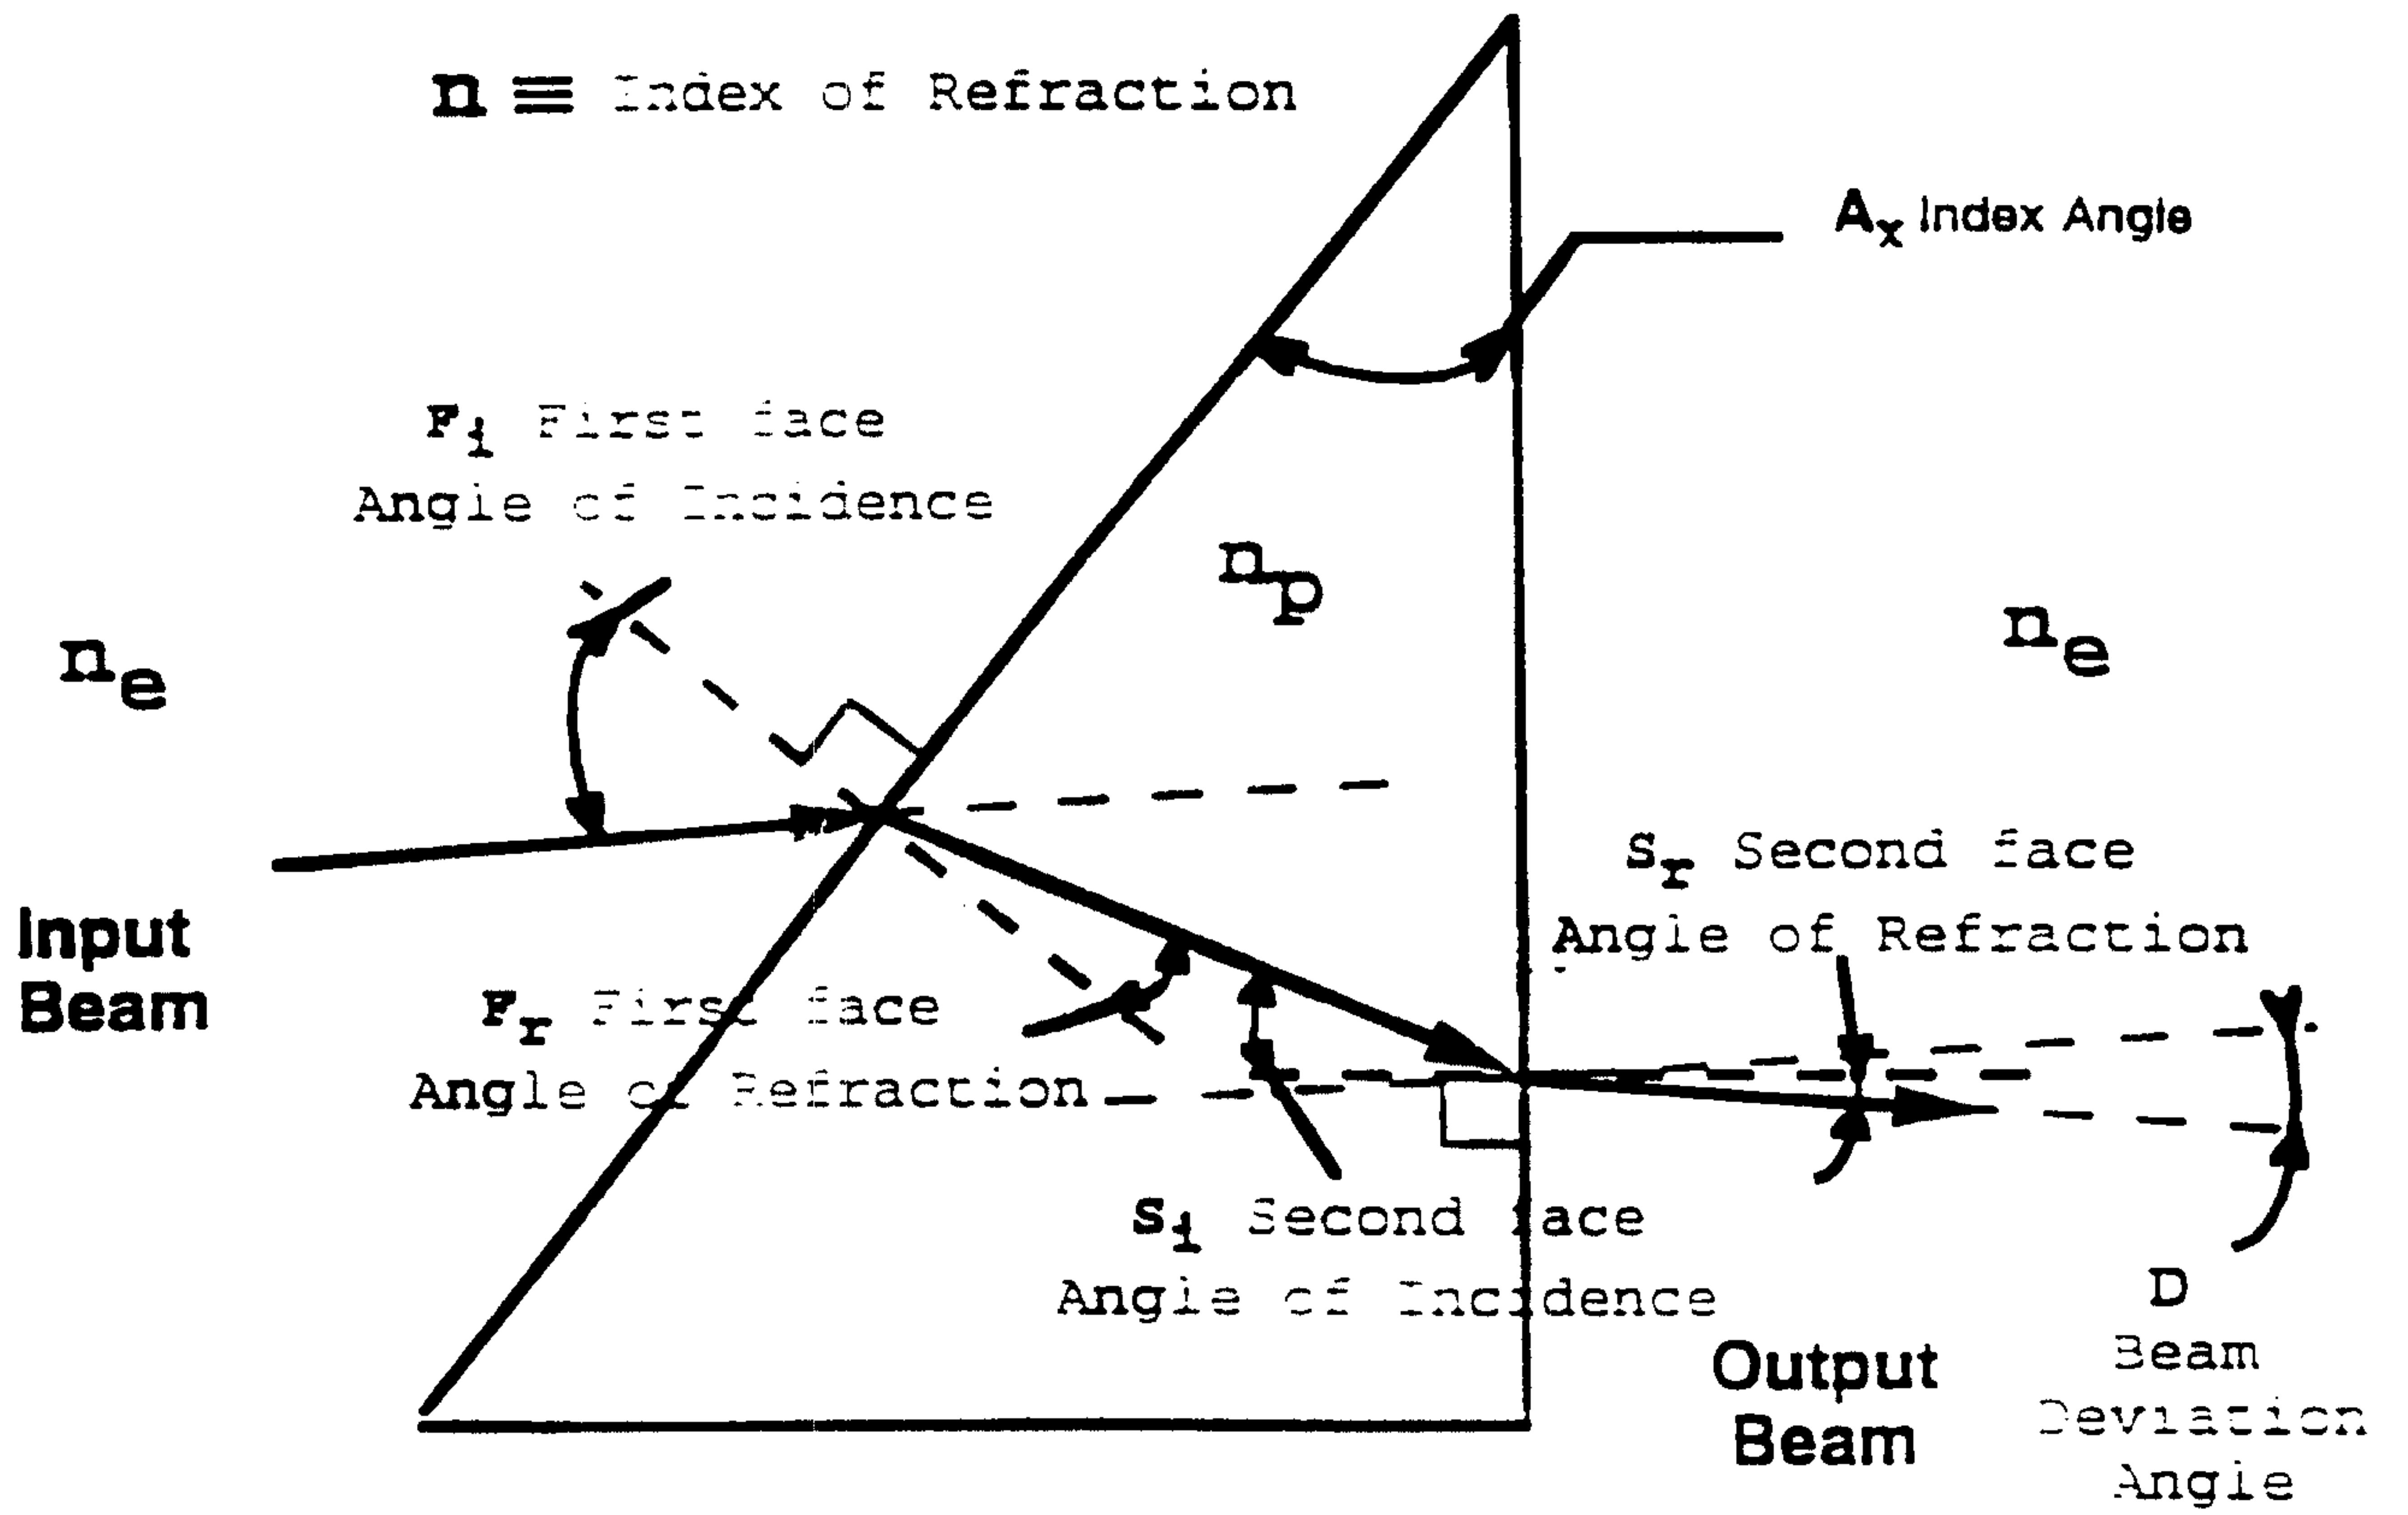 n ≡ Index of Refraction
Ax Index Angle
Fi First face
Angle of Incidence
np
ne
ne
Sr Second face
Angle of Refraction
Input
Beam
Fr First face
Angle of Refraction
Si Second face
Angle of Incidence
D
Beam
Deviation
Angle
Output
Beam